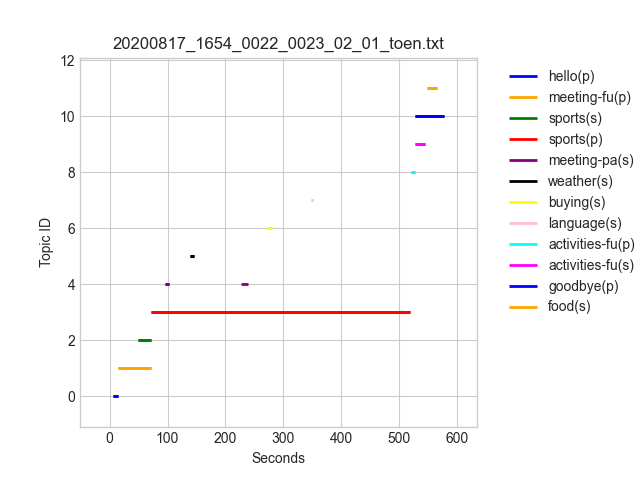 20200817_1654_0022_0023_02_01_toen.txt
12
10
8
6
4
2
0
Topic ID
0 100 200 300 400 500 600
Seconds
hello(p)
meeting-fu(p)
sports(s)
sports(p)
meeting-pa(s)
weather(s)
buying(s)
language(s)
activities-fu(p)
activities-fu(s)
goodbye(p)
food(s)